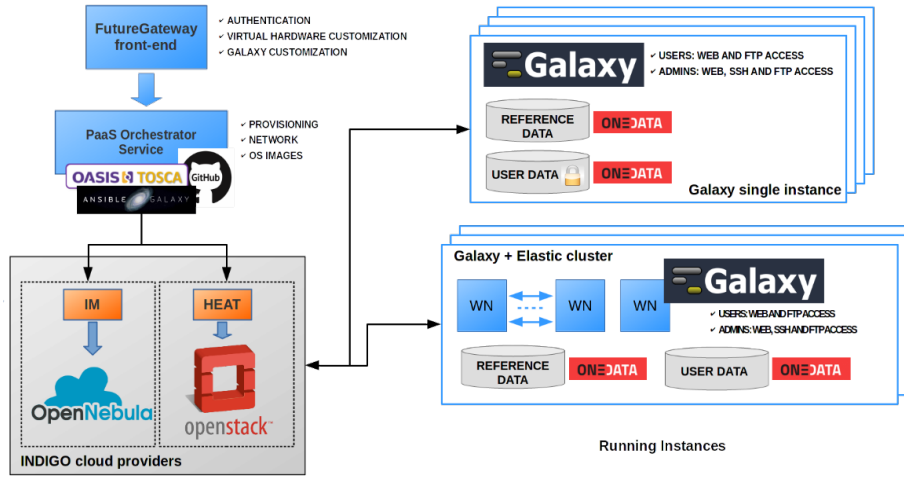 FutureGateway
front-end
✓ AUTHENTICATION
✓ VIRTUAL HARDWARE CUSTOMIZATION
✓ GALAXY CUSTOMIZATION
PaaS Orchestrator
Service
✓ PROVISIONING
✓ NETWORK
✓ OS IMAGES
OASIS TOSCA
GitHub
ANSIBLE GALAXY
IM
HEAT
OpenNebula
openstack™
INDIGO cloud providers
Galaxy
✓ USERS: WEB AND FTP ACCESS
✓ ADMINS: WEB, SSH AND FTP ACCESS
REFERENCE
DATA
ONEDATA
USER DATA
ONEDATA
Galaxy single instance
Galaxy + Elastic cluster
WN
WN
WN
Galaxy
✓ USERS: WEB AND FTP ACCESS
✓ ADMINS: WEB, SSH AND FTP ACCESS
REFERENCE
DATA
ONEDATA
USER DATA
ONEDATA
Running Instances